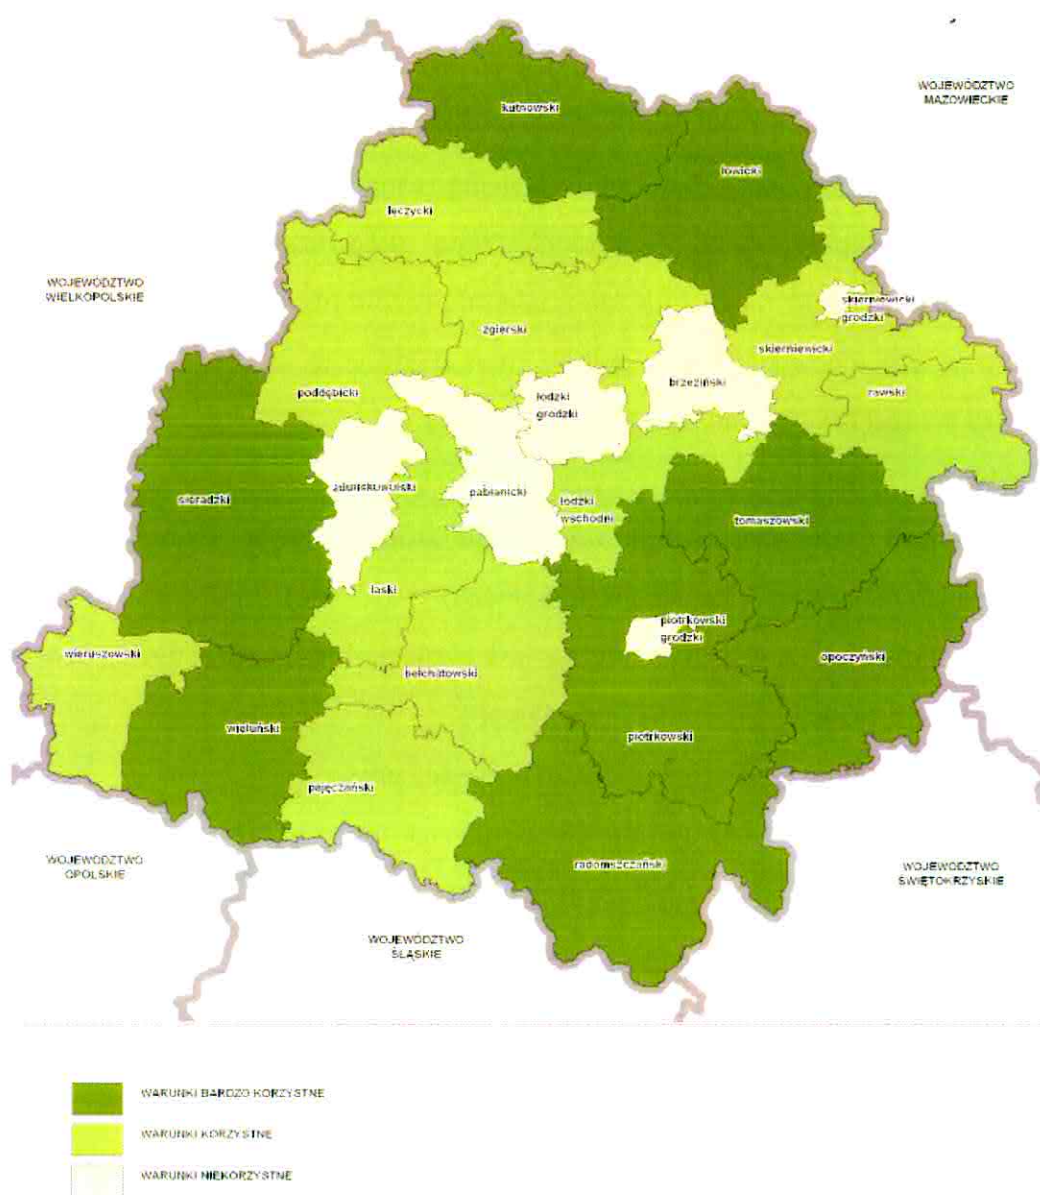 WOJEWÓDZTWO
MAZOWIECKIE
kutnowski
łowicki
łęczycki
WOJEWÓDZTWO
WIELKOPOLSKIE
skierniewicki
grodzki
zgierski
skierniewicki
brzeziński
poddębicki
łódzki
grodzki
rawski
sieradzki
zduńskowolski
pabianicki
łódzki
wschodni
tomaszowski
łaski
piotrkowski
grodzki
wieruszowski
opoczyński
bełchatowski
wieluński
piotrkowski
pajęczański
radomszczański
WOJEWÓDZTWO
OPOLSKIE
WOJEWÓDZTWO
ŚWIĘTOKRZYSKIE
WOJEWÓDZTWO
ŚLĄSKIE
WARUNKI BARDZO KORZYSTNE
WARUNKI KORZYSTNE
WARUNKI NIEKORZYSTNE